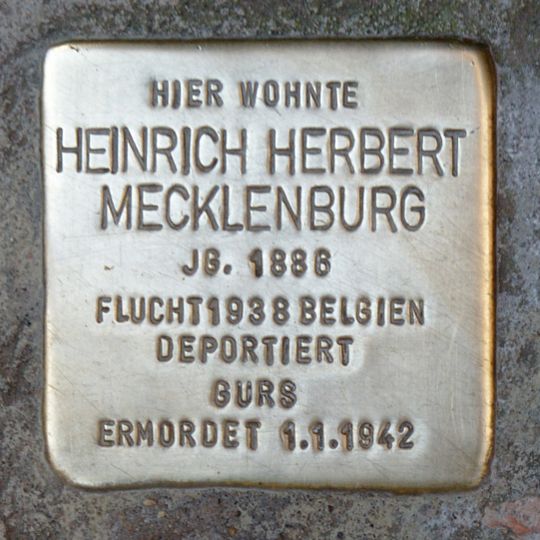 HIER WOHNTE
HEINRICH HERBERT
MECKLENBURG
JG. 1886
FLUCHT 1938 BELGIEN
DEPORTIERT
GURS
ERMORDET 1.1.1942